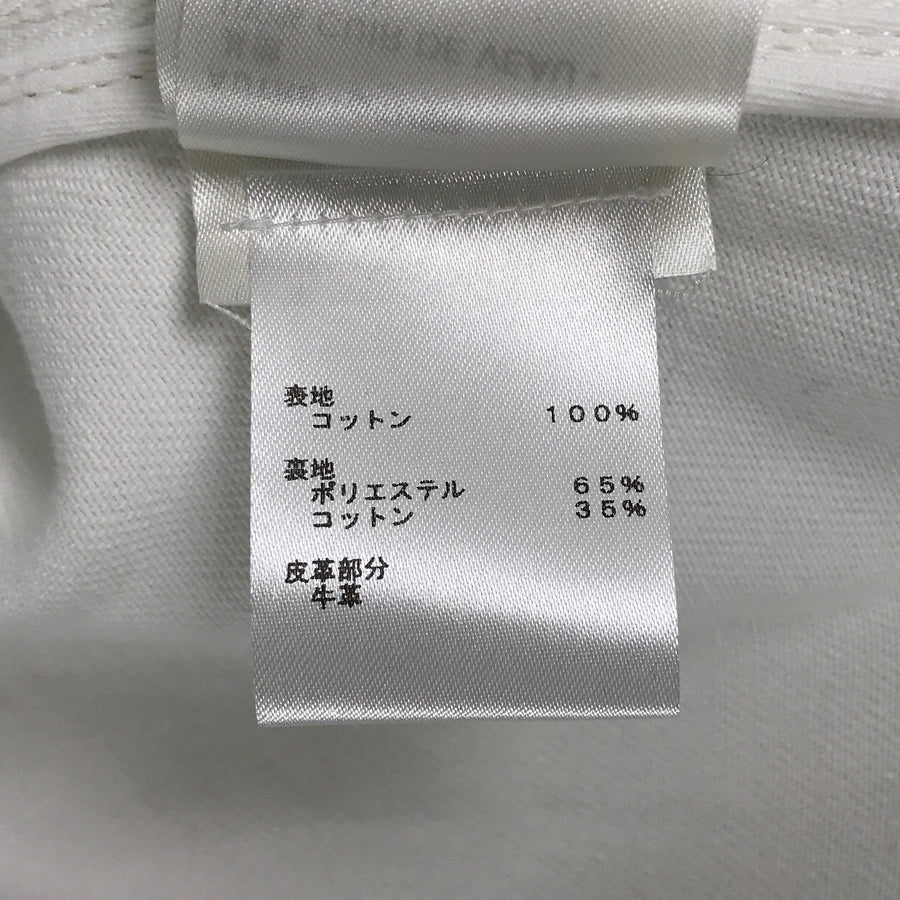 表地
コットン 100%
裏地
ポリエステル 65%
コットン 35%
皮革部分
牛革